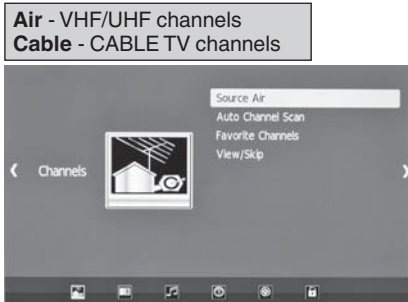 Air - VHF/UHF channels
Cable - CABLE TV channels
Source Air
Auto Channel Scan
Favorite Channels
View/Skip
Channels